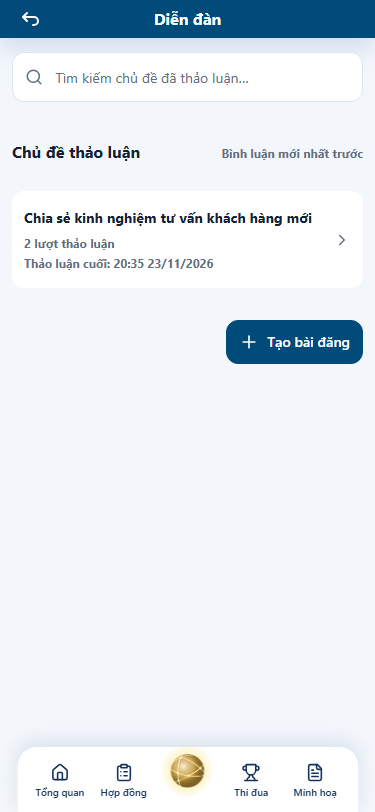 Diễn đàn
Tìm kiếm chủ đề đã thảo luận...
Chủ đề thảo luận
Bình luận mới nhất trước
Chia sẻ kinh nghiệm tư vấn khách hàng mới
2 lượt thảo luận
Thảo luận cuối: 20:35 23/11/2026
Tạo bài đăng
Tổng quan
Hợp đồng
Thi đua
Minh hoạ